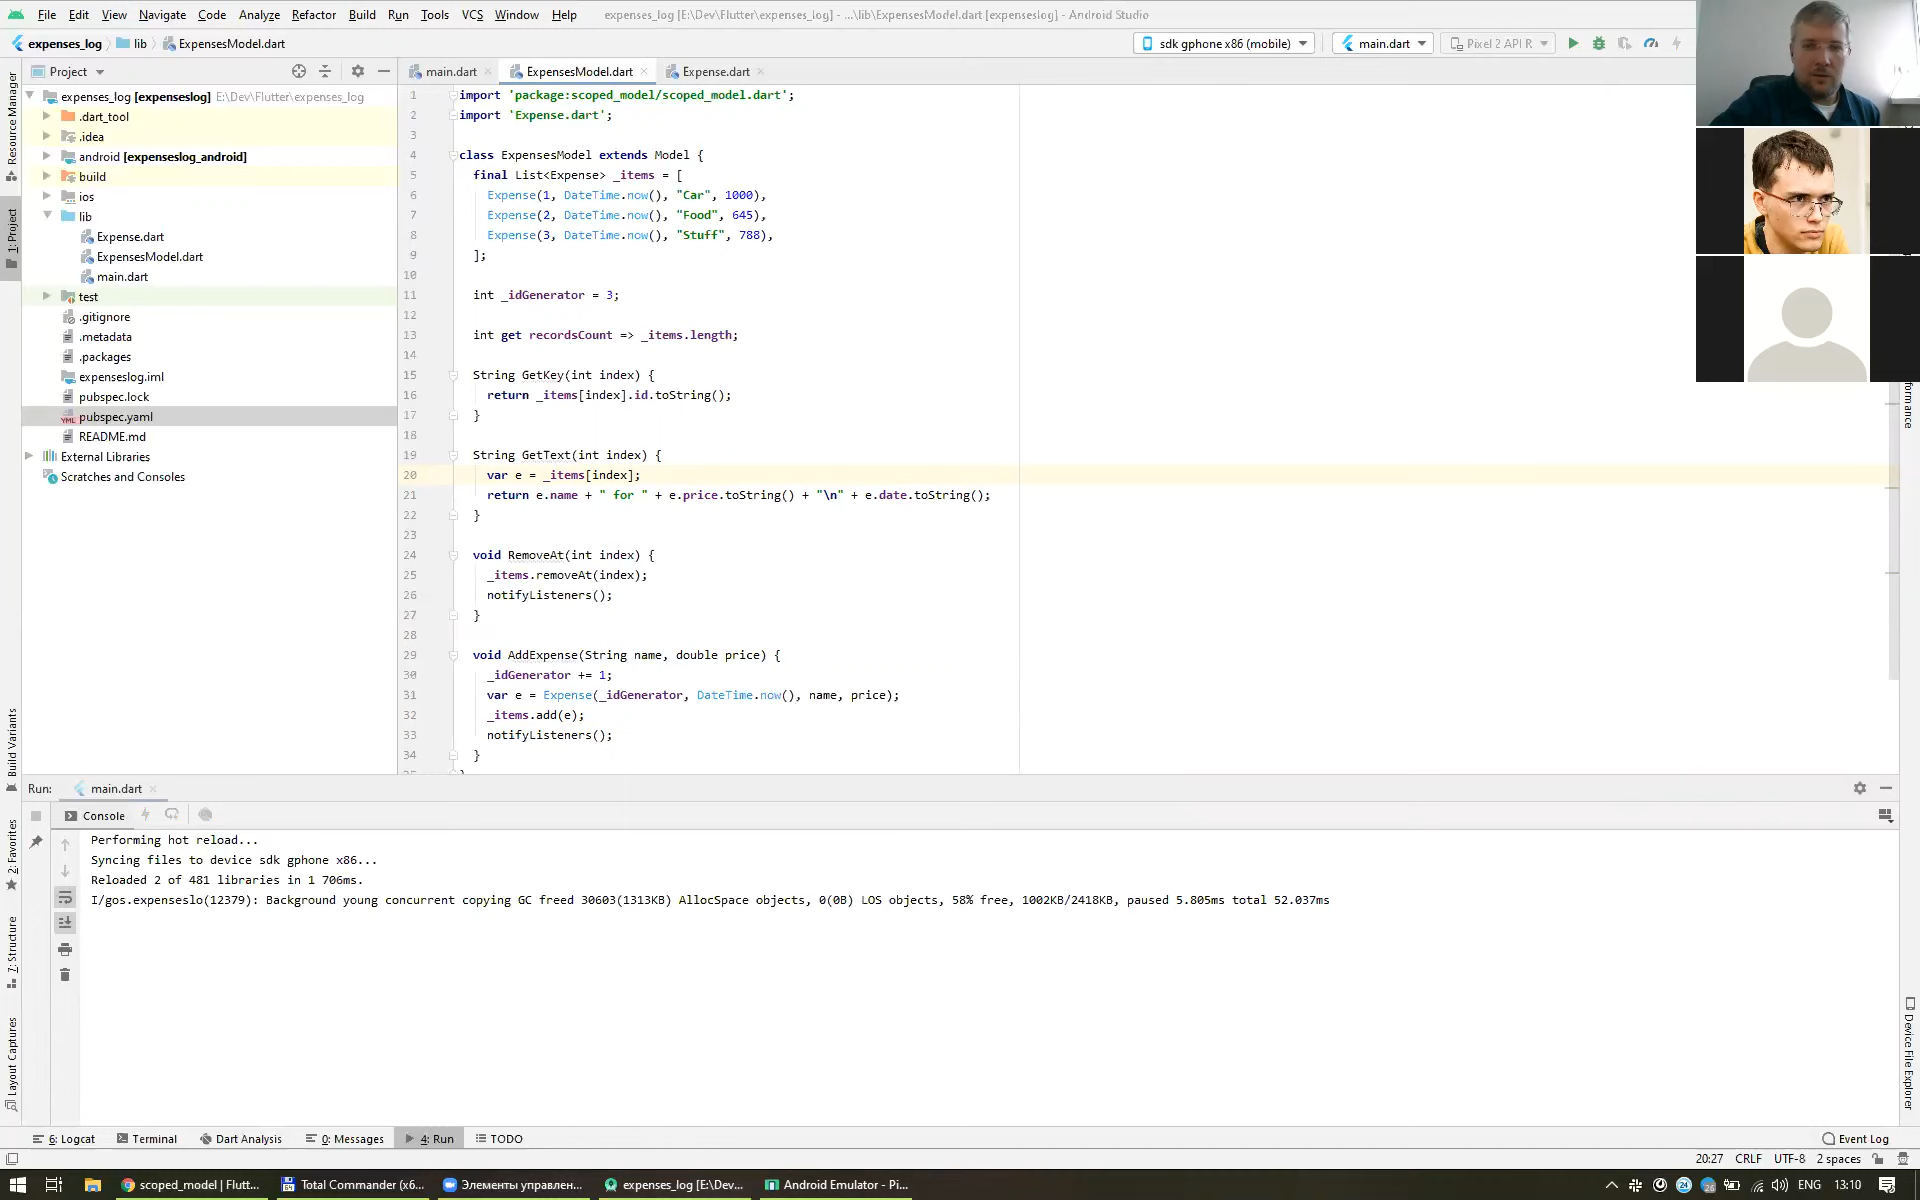 File Edit View Navigate Code Analyze Refactor Build Run Tools VCS Window Help expenses_log [E:\Dev\Flutter\expenses_log] - ...\lib\ExpensesModel.dart [expenseslog] - Android Studio
expenses_log lib ExpensesModel.dart sdk gphone x86 (mobile) main.dart Pixel 2 API R
Project main.dart ExpensesModel.dart Expense.dart
Resource Manager
1: Project
Build Variants
2: Favorites
7: Structure
Layout Captures
expenses_log [expenseslog] E:\Dev\Flutter\expenses_log
.dart_tool
.idea
android [expenseslog_android]
build
ios
lib
Expense.dart
ExpensesModel.dart
main.dart
test
.gitignore
.metadata
.packages
expenseslog.iml
pubspec.lock
pubspec.yaml
README.md
External Libraries
Scratches and Consoles
1 import 'package:scoped_model/scoped_model.dart';
2 import 'Expense.dart';
3
4 class ExpensesModel extends Model {
5 final List<Expense> _items = [
6 Expense(1, DateTime.now(), "Car", 1000),
7 Expense(2, DateTime.now(), "Food", 645),
8 Expense(3, DateTime.now(), "Stuff", 788),
9 ];
10
11 int _idGenerator = 3;
12
13 int get recordsCount => _items.length;
14
15 String GetKey(int index) {
16 return _items[index].id.toString();
17 }
18
19 String GetText(int index) {
20 var e = _items[index];
21 return e.name + " for " + e.price.toString() + "\n" + e.date.toString();
22 }
23
24 void RemoveAt(int index) {
25 _items.removeAt(index);
26 notifyListeners();
27 }
28
29 void AddExpense(String name, double price) {
30 _idGenerator += 1;
31 var e = Expense(_idGenerator, DateTime.now(), name, price);
32 _items.add(e);
33 notifyListeners();
34 }
Run: main.dart
Console
Performing hot reload...
Syncing files to device sdk gphone x86...
Reloaded 2 of 481 libraries in 1 706ms.
I/gos.expenseslo(12379): Background young concurrent copying GC freed 30603(1313KB) AllocSpace objects, 0(0B) LOS objects, 58% free, 1002KB/2418KB, paused 5.805ms total 52.037ms
Device File Explorer
6: Logcat Terminal Dart Analysis 0: Messages 4: Run TODO Event Log
20:27 CRLF UTF-8 2 spaces
scoped_model | Flutt... Total Commander (x6... Элементы управлен... expenses_log [E:\Dev... Android Emulator - Pi... 24 26 ENG 13:10